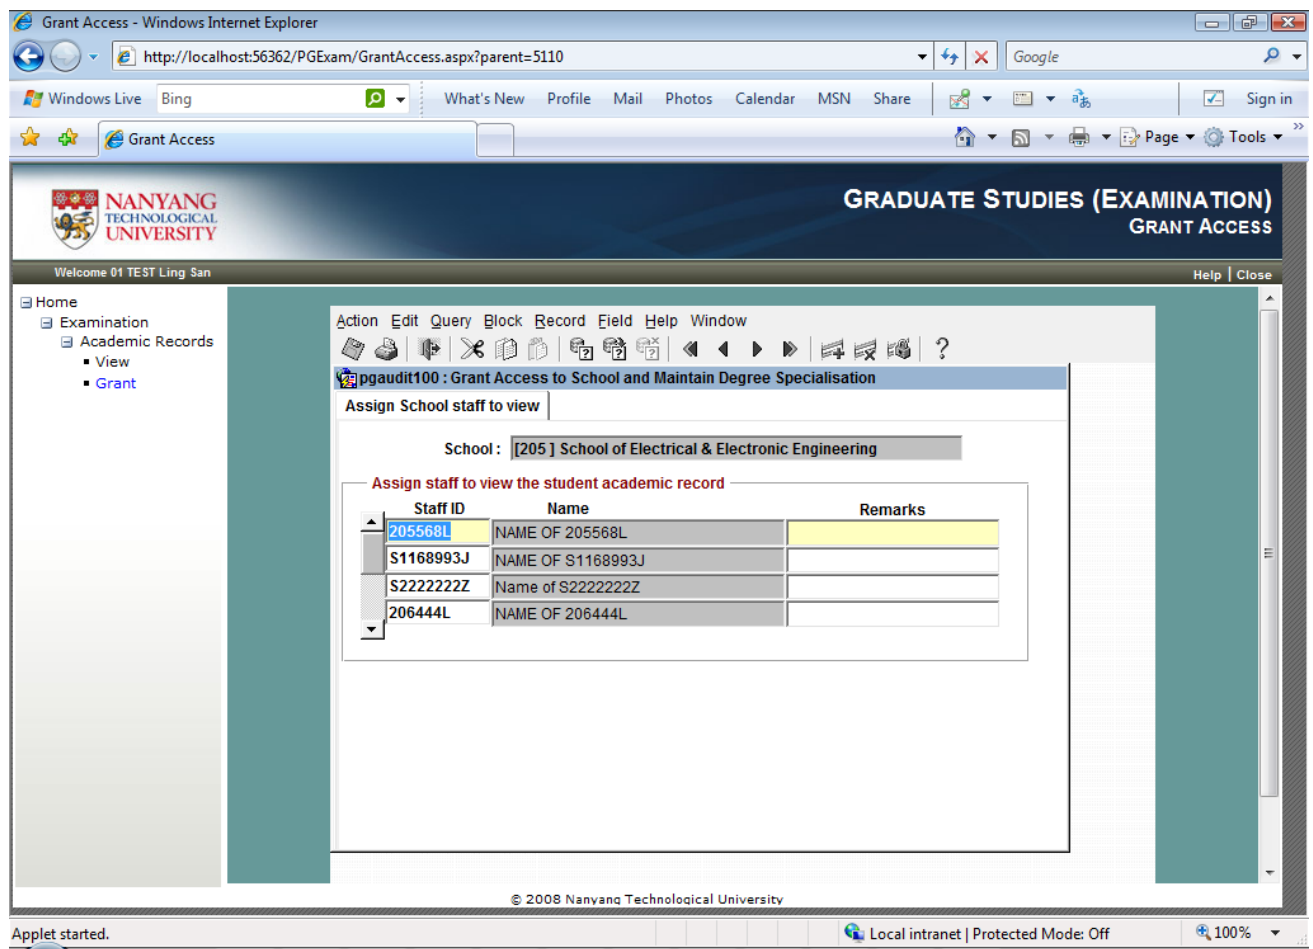 Grant Access - Windows Internet Explorer
http://localhost:56362/PGExam/GrantAccess.aspx?parent=5110
Google
Windows Live Bing What's New Profile Mail Photos Calendar MSN Share Sign in
Grant Access Page Tools
NANYANG
TECHNOLOGICAL
UNIVERSITY
GRADUATE STUDIES (EXAMINATION)
GRANT ACCESS
Welcome 01 TEST Ling San Help | Close
Home
Examination
Academic Records
View
Grant
Action Edit Query Block Record Field Help Window
pgaudit100 : Grant Access to School and Maintain Degree Specialisation
Assign School staff to view
School : [205 ] School of Electrical & Electronic Engineering
Assign staff to view the student academic record
Staff ID Name Remarks
205568L NAME OF 205568L
S1168993J NAME OF S1168993J
S2222222Z Name of S2222222Z
206444L NAME OF 206444L
© 2008 Nanyang Technological University
Applet started. Local intranet | Protected Mode: Off 100%